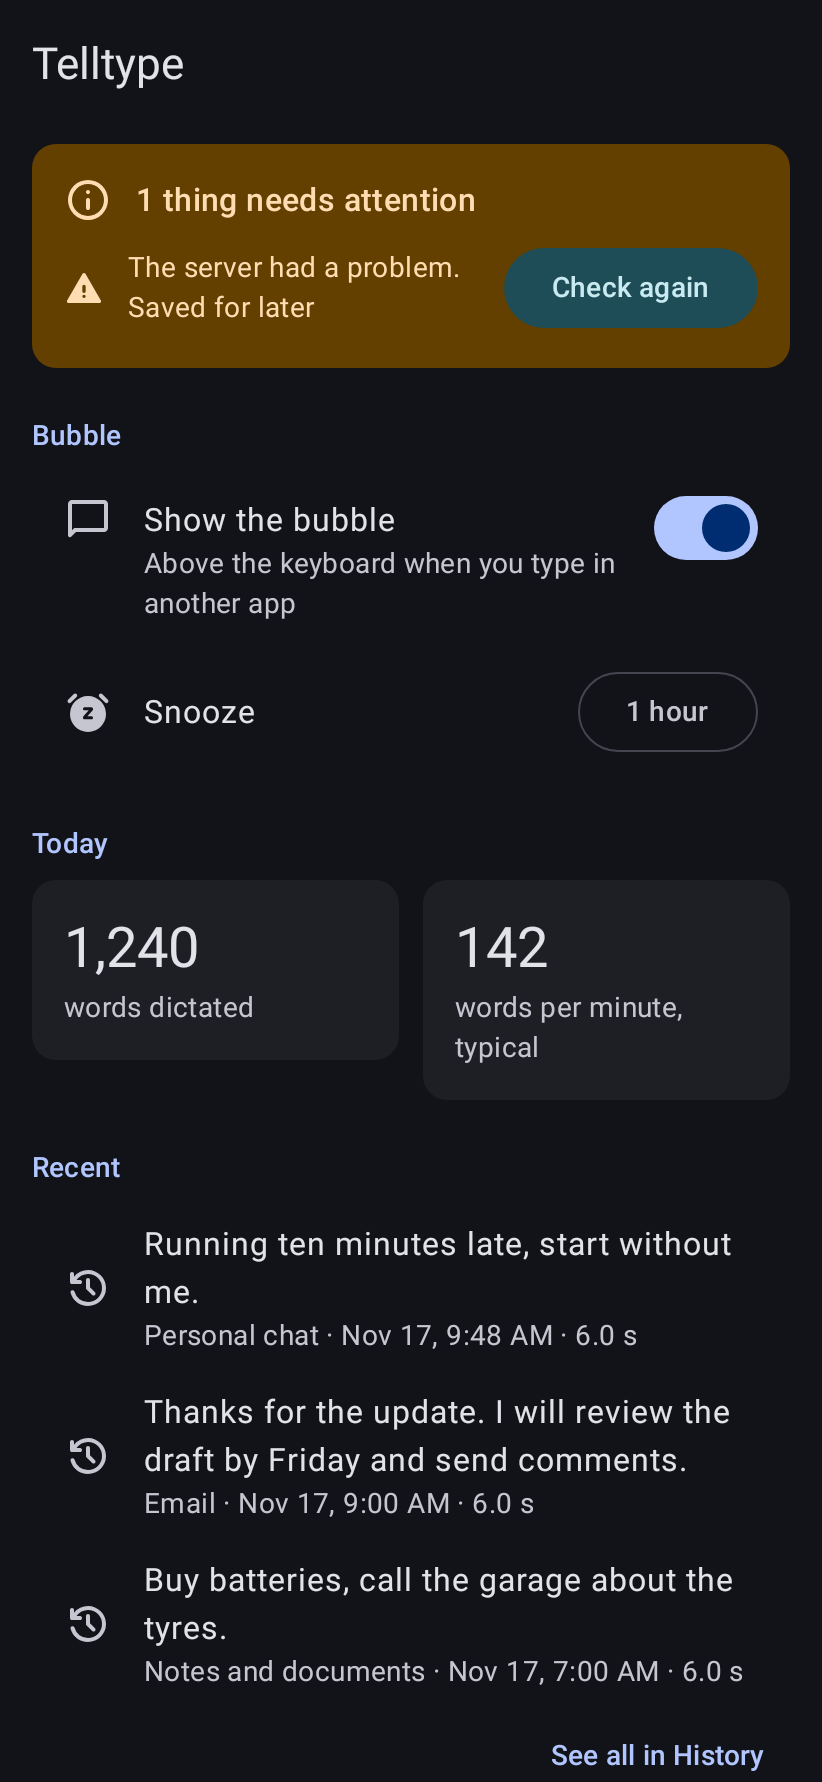 Telltype
1 thing needs attention
The server had a problem.
Saved for later
Check again
Bubble
Show the bubble
Above the keyboard when you type in
another app
Snooze
1 hour
Today
1,240
words dictated
142
words per minute,
typical
Recent
Running ten minutes late, start without
me.
Personal chat · Nov 17, 9:48 AM · 6.0 s
Thanks for the update. I will review the
draft by Friday and send comments.
Email · Nov 17, 9:00 AM · 6.0 s
Buy batteries, call the garage about the
tyres.
Notes and documents · Nov 17, 7:00 AM · 6.0 s
See all in History